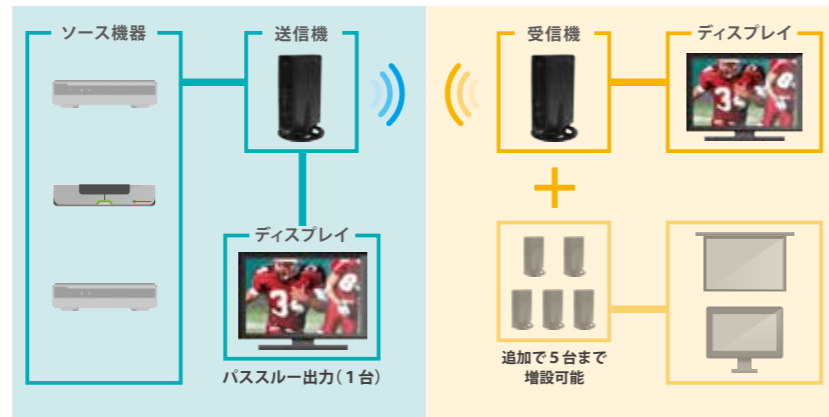 ソース機器
送信機
受信機
ディスプレイ
ディスプレイ
パススルー出力(1台)
追加で5台まで
増設可能